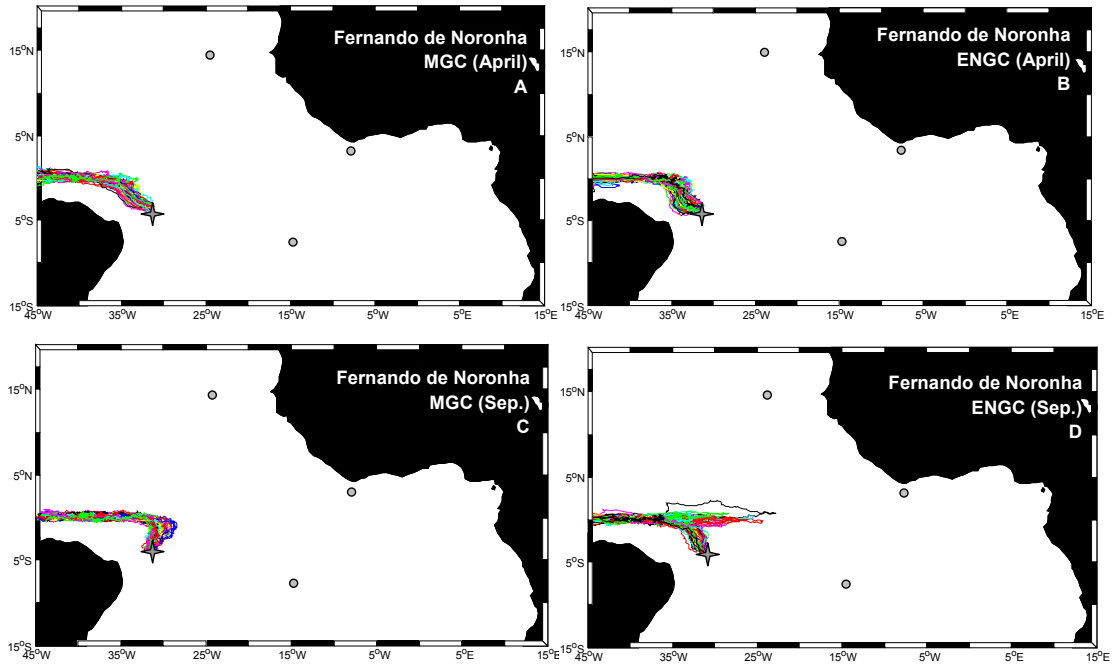 15°N
5°N
5°S
15°S
45°W 35°W 25°W 15°W 5°W 5°E 15°E
Fernando de Noronha
MGC (April)
A
15°N
5°N
5°S
15°S
45°W 35°W 25°W 15°W 5°W 5°E 15°E
Fernando de Noronha
ENGC (April)
B
15°N
5°N
5°S
15°S
45°W 35°W 25°W 15°W 5°W 5°E 15°E
Fernando de Noronha
MGC (Sep.)
C
15°N
5°N
5°S
15°S
45°W 35°W 25°W 15°W 5°W 5°E 15°E
Fernando de Noronha
ENGC (Sep.)
D